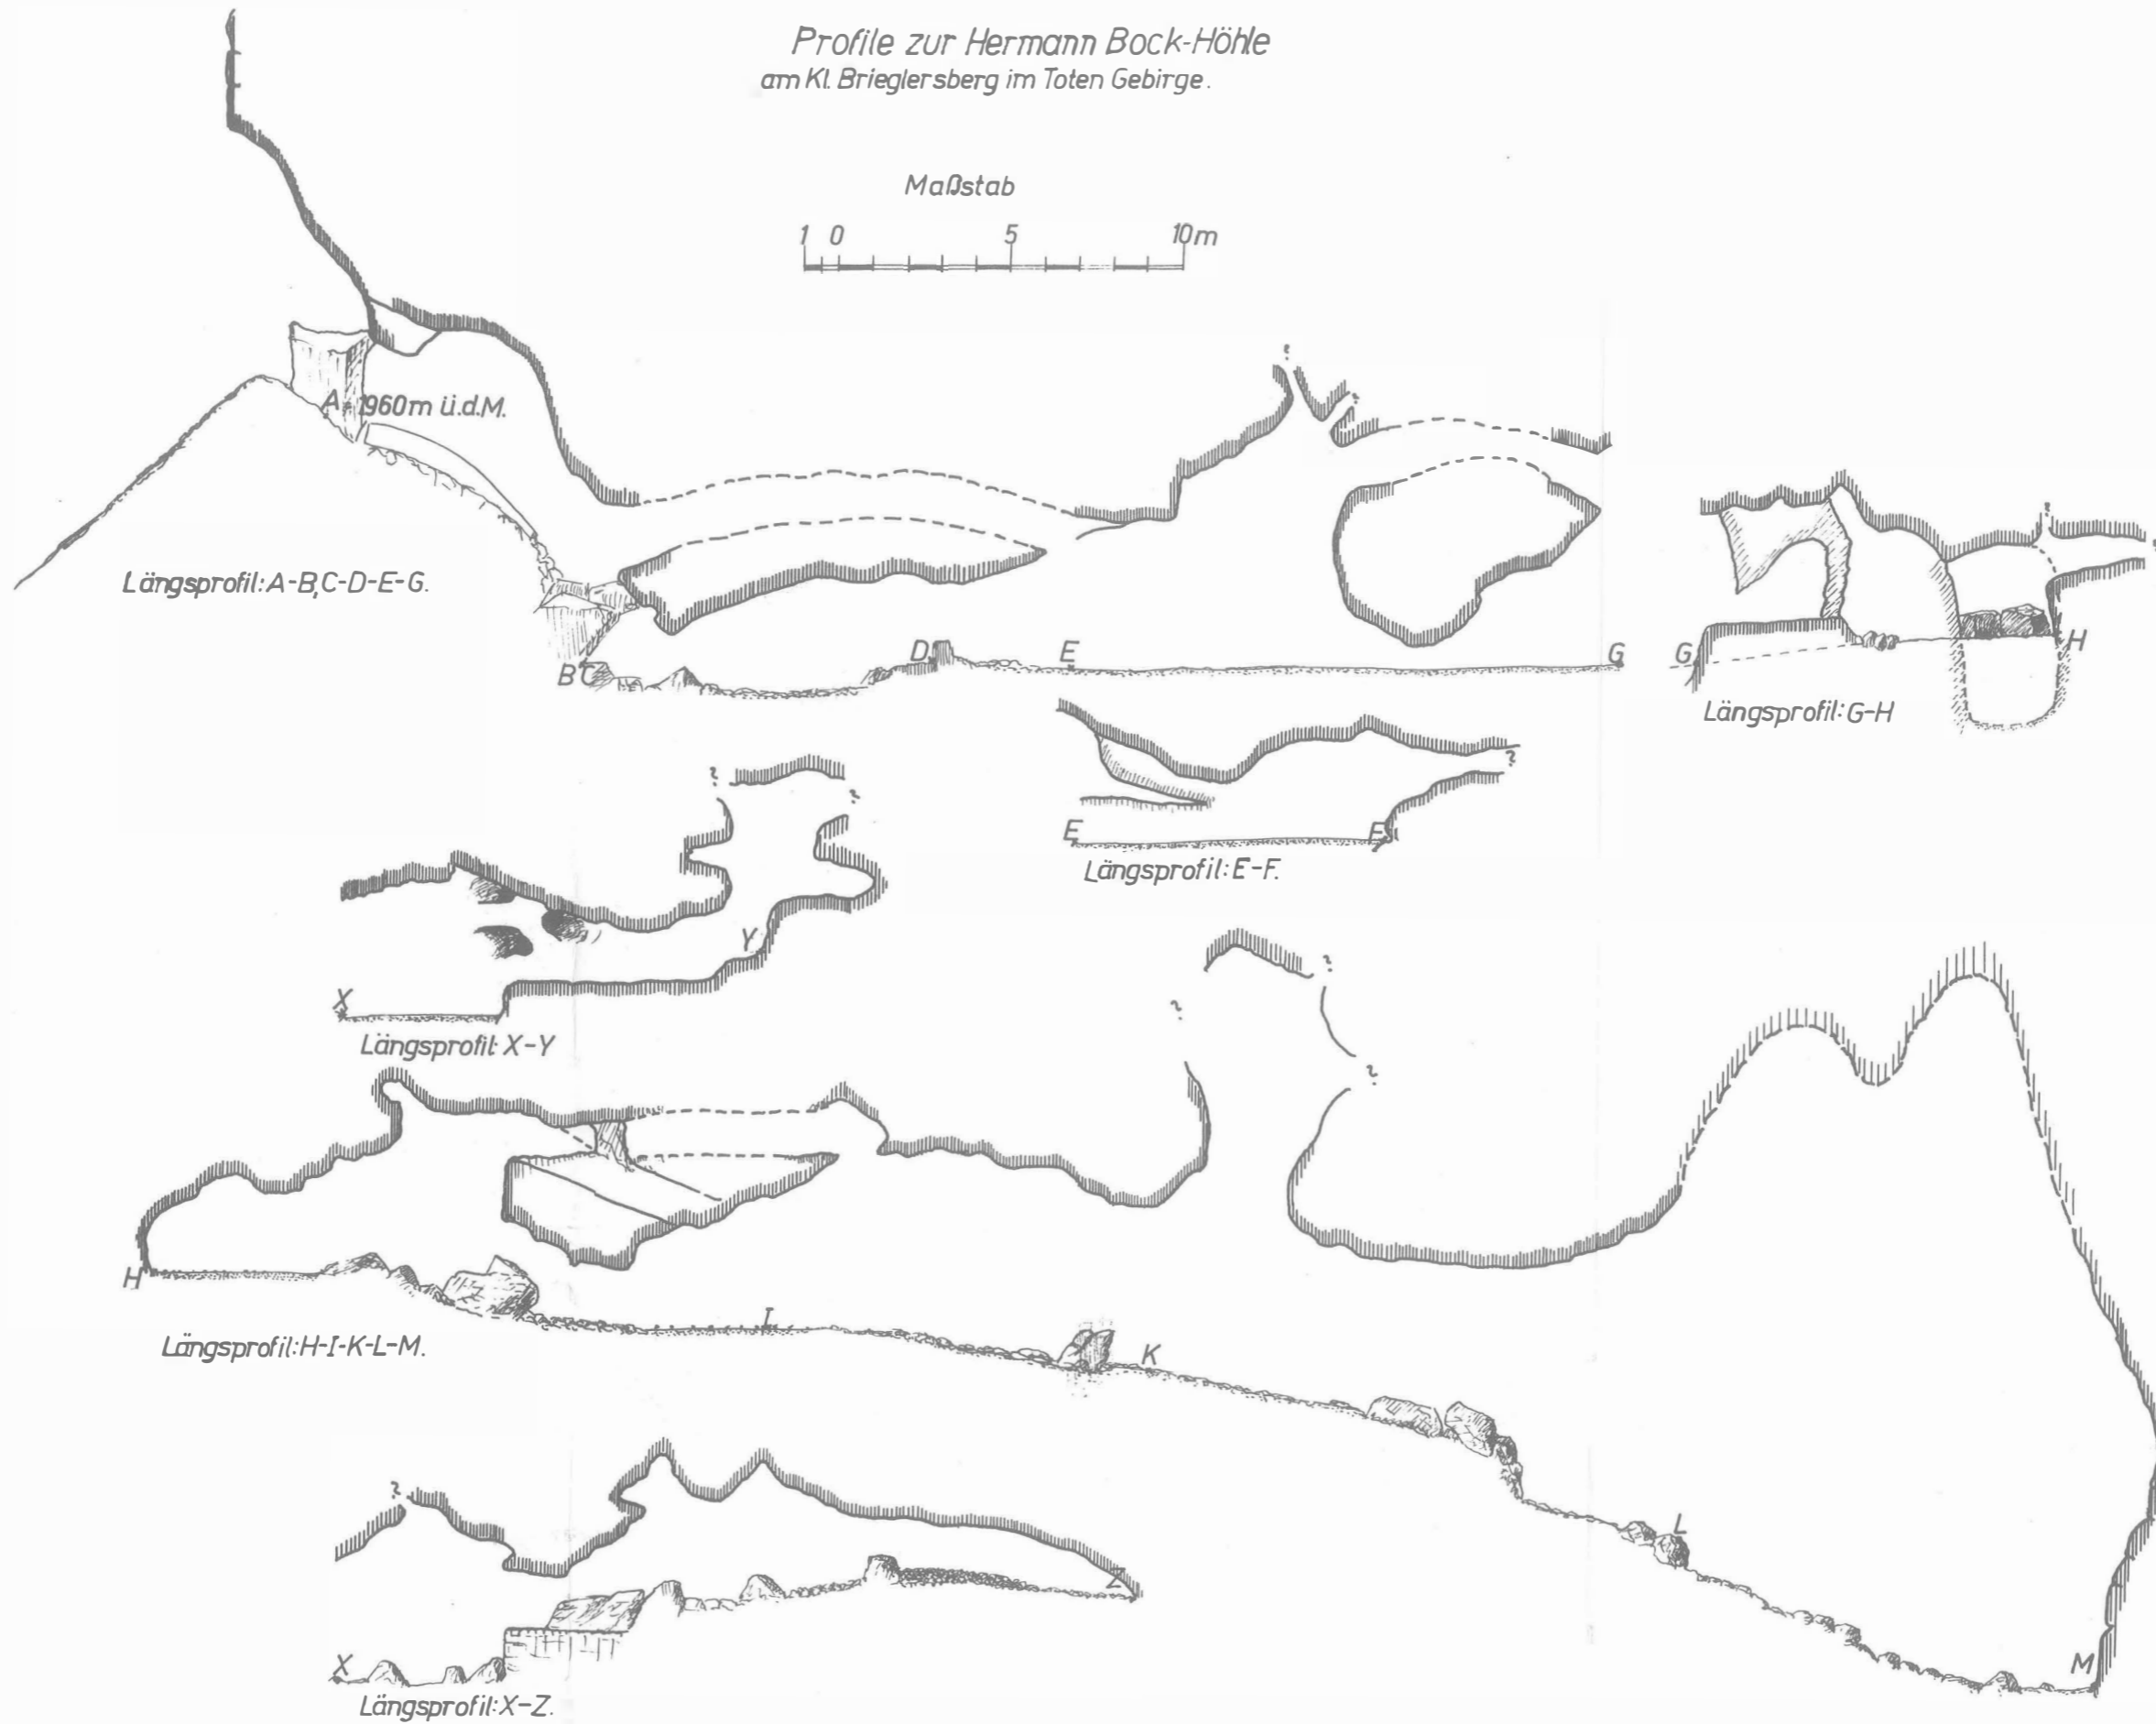 Profile zur Hermann Bock-Höhle
am Kl. Brieglersberg im Toten Gebirge.
Maßstab
1 0 5 10m
?
?
A= 1960m ü.d.M.
Längsprofil: A-B,C-D-E-G.
B C D E G
G H
?
?
Längsprofil: G-H
? ?
?
E F
Längsprofil: E-F.
X Y
Längsprofil: X-Y
?
?
?
H I K L M
Längsprofil: H-I-K-L-M.
?
X Z
Längsprofil: X-Z.